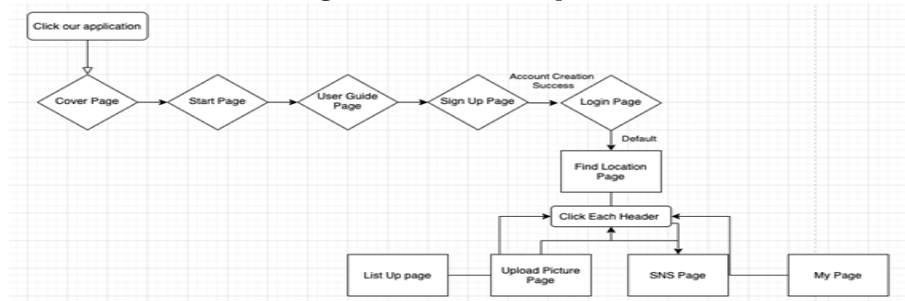 Click our application
Cover Page
Start Page
User Guide
Page
Sign Up Page
Account Creation
Success
Login Page
Default
Find Location
Page
Click Each Header
List Up page
Upload Picture
Page
SNS Page
My Page